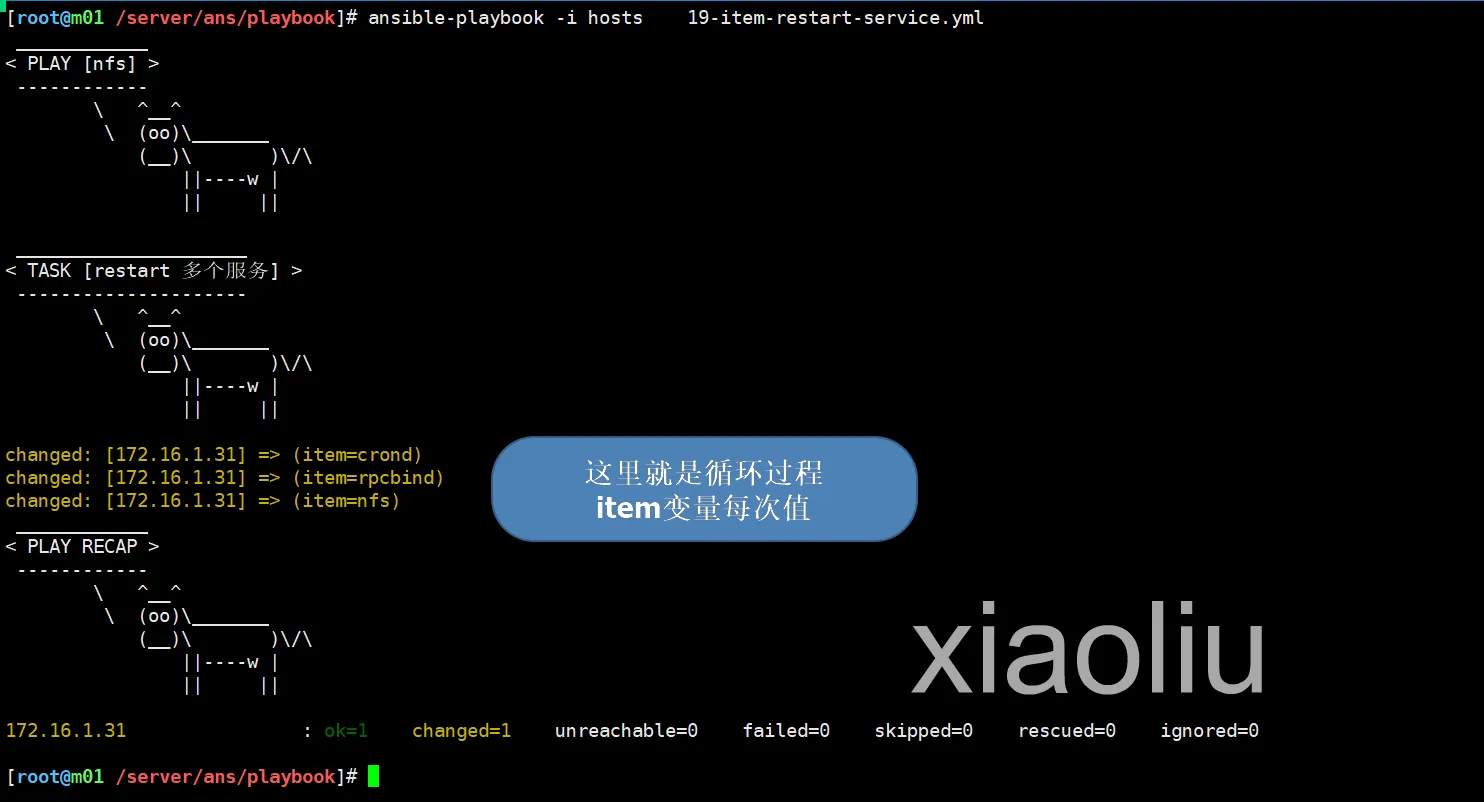 [root@m01 /server/ans/playbook]# ansible-playbook -i hosts    19-item-restart-service.yml
 ____________
< PLAY [nfs] >
 ------------
        \   ^__^
         \  (oo)\_______
            (__)\       )\/\
                ||----w |
                ||     ||
 _____________________
< TASK [restart 多个服务] >
 ---------------------
        \   ^__^
         \  (oo)\_______
            (__)\       )\/\
                ||----w |
                ||     ||
changed: [172.16.1.31] => (item=crond)
changed: [172.16.1.31] => (item=rpcbind)
changed: [172.16.1.31] => (item=nfs)
这里就是循环过程
item变量每次值
 ____________
< PLAY RECAP >
 ------------
        \   ^__^
         \  (oo)\_______
            (__)\       )\/\
                ||----w |
                ||     ||
xiaoliu
172.16.1.31                : ok=1    changed=1    unreachable=0    failed=0    skipped=0    rescued=0    ignored=0
[root@m01 /server/ans/playbook]#